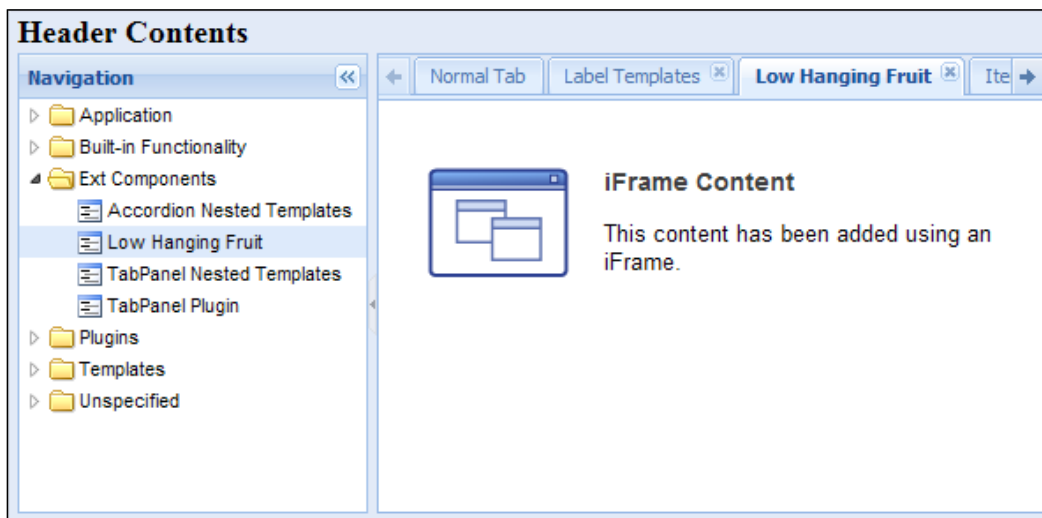 Header Contents
Navigation
Application
Built-in Functionality
Ext Components
Accordion Nested Templates
Low Hanging Fruit
TabPanel Nested Templates
TabPanel Plugin
Plugins
Templates
Unspecified
Normal Tab Label Templates Low Hanging Fruit Ite
iFrame Content
This content has been added using an
iFrame.